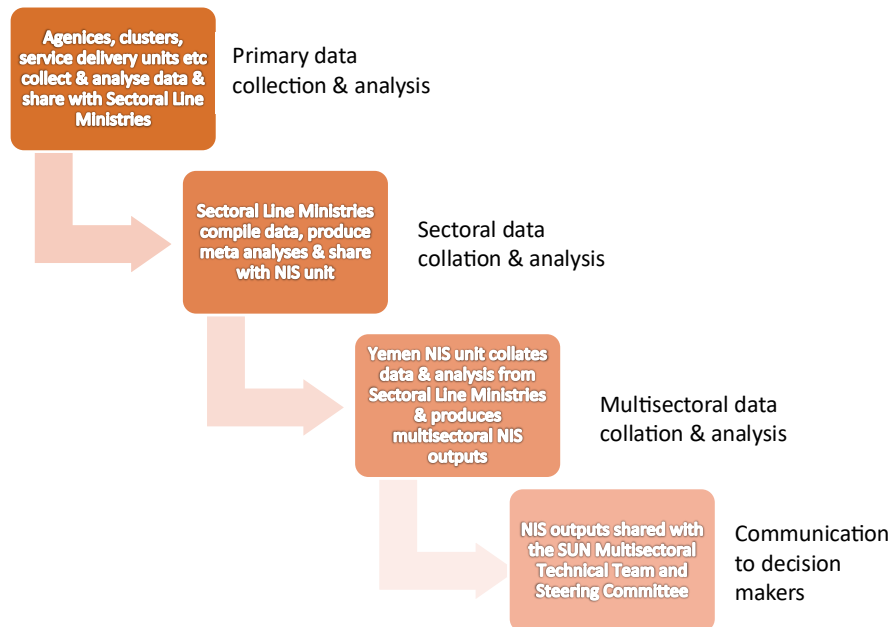 Agenices, clusters,
service delivery units etc
collect & analyse data &
share with Sectoral Line
Ministries
Primary data
collection & analysis
Sectoral Line Ministries
compile data, produce
meta analyses & share
with NIS unit
Sectoral data
collation & analysis
Yemen NIS unit collates
data & analysis from
Sectoral Line Ministries
& produces
multisectoral NIS
outputs
Multisectoral data
collation & analysis
NIS outputs shared with
the SUN Multisectoral
Technical Team and
Steering Committee
Communication
to decision
makers